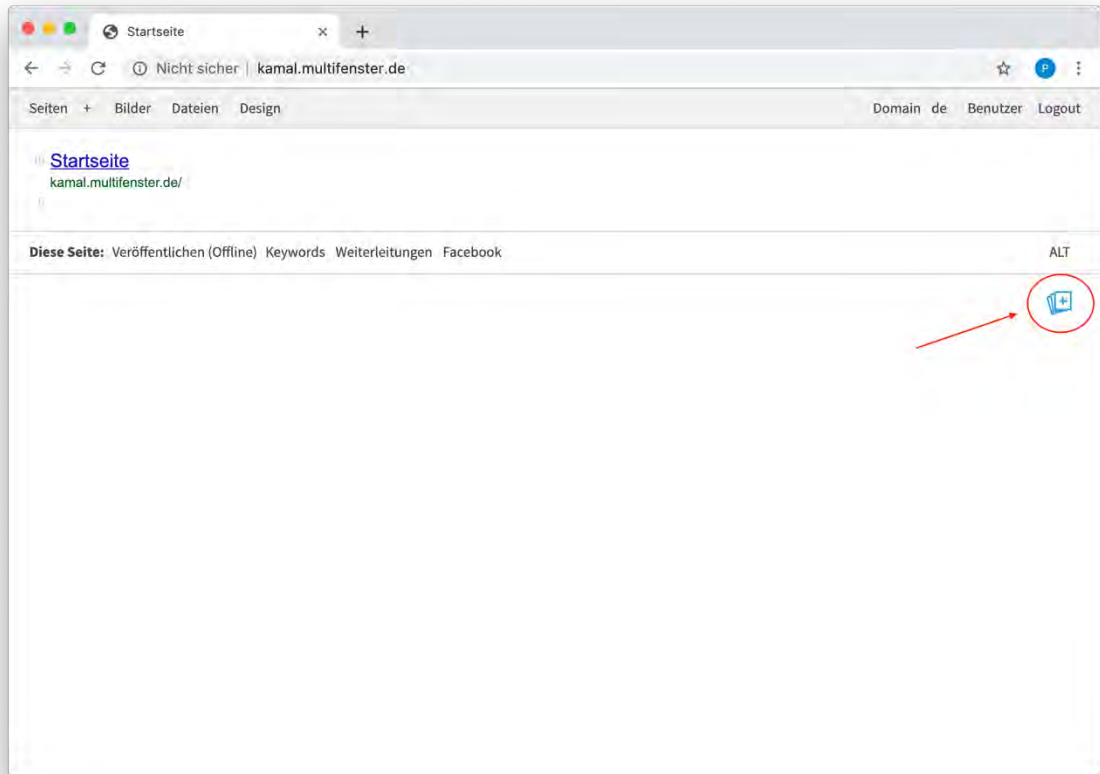 Startseite
Nicht sicher | kamal.multifenster.de
P
Seiten + Bilder Dateien Design Domain de Benutzer Logout
Startseite
kamal.multifenster.de/
Diese Seite: Veröffentlichen (Offline) Keywords Weiterleitungen Facebook ALT